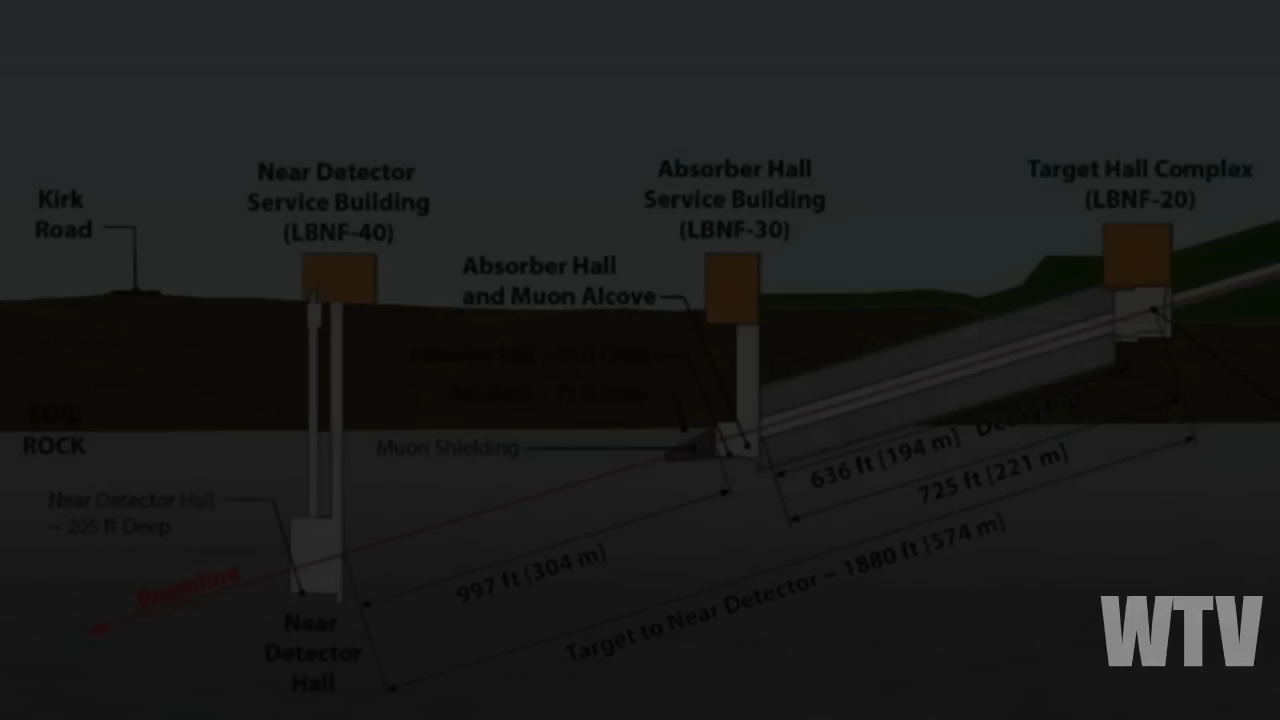 Kirk
Road
Near Detector
Service Building
(LBNF-40)
Absorber Hall
Service Building
(LBNF-30)
Target Hall Complex
(LBNF-20)
Absorber Hall
and Muon Alcove
SOIL
ROCK
Muon Shielding
Near Detector Hall
~ 205 ft Deep
Beamline
Near
Detector
Hall
636 ft [194 m]
Decay
725 ft [221 m]
997 ft [304 m]
Target to Near Detector ~ 1880 ft [574 m]
WTV